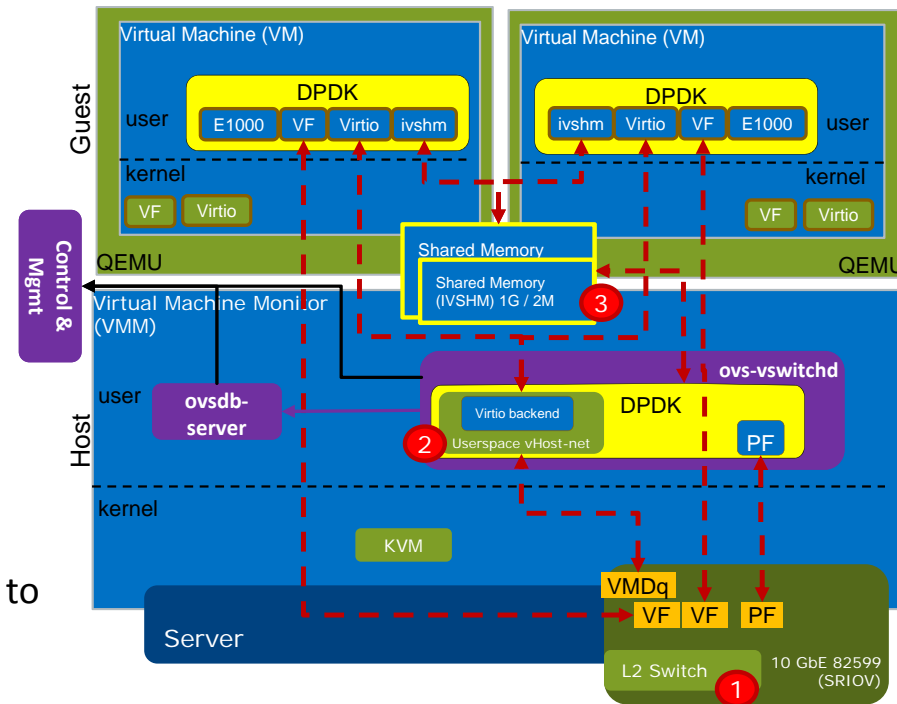 Virtual Machine (VM)
Virtual Machine (VM)
Guest
DPDK
E1000
VF
Virtio
ivshm
user
kernel
VF
Virtio
QEMU
DPDK
ivshm
Virtio
VF
E1000
user
kernel
VF
Virtio
QEMU
Control &
Mgmt
Shared Memory
Shared Memory
(IVSHM) 1G / 2M
3
Host
Virtual Machine Monitor
(VMM)
user
ovsdb-
server
ovs-vswitchd
DPDK
Virtio backend
Userspace vHost-net
2
PF
kernel
KVM
to
Server
VMDq
VF
VF
PF
L2 Switch
1
10 GbE 82599
(SRIOV)